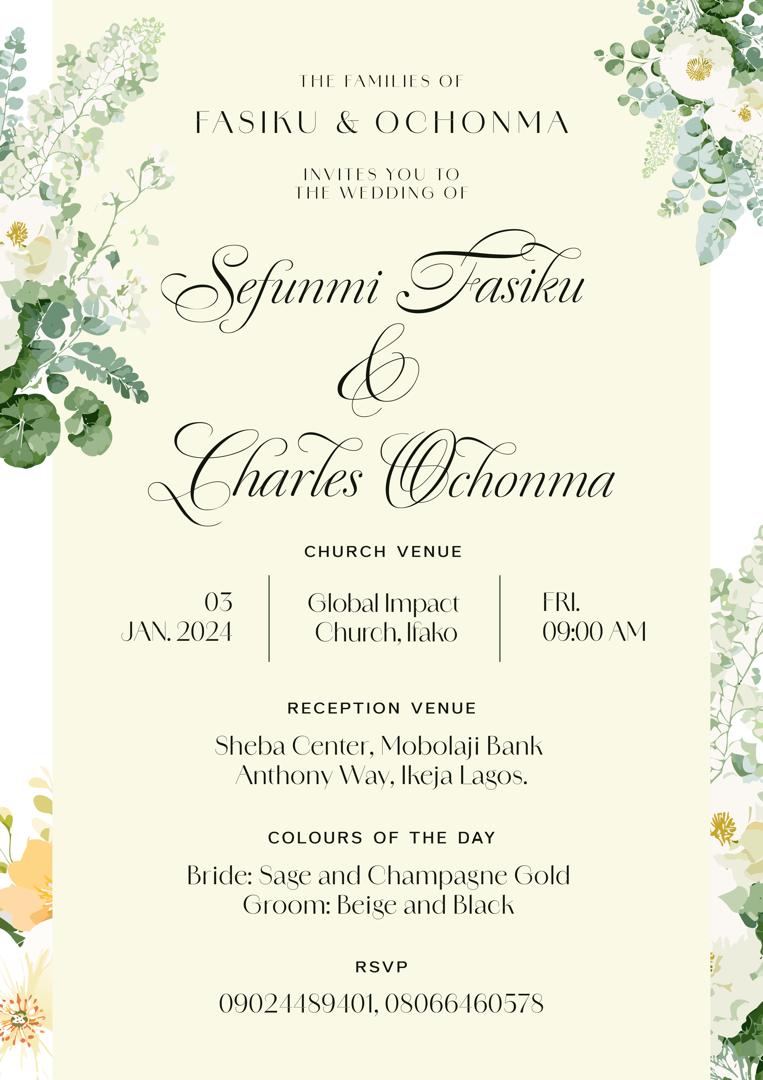 THE FAMILIES OF
FASIKU & OCHONMA
INVITES YOU TO
THE WEDDING OF
Sefunmi Fasiku
&
Charles Ochonma
CHURCH VENUE
03
JAN. 2024
Global Impact
Church, Ifako
FRI.
09:00 AM
RECEPTION VENUE
Sheba Center, Mobolaji Bank
Anthony Way, Ikeja Lagos.
COLOURS OF THE DAY
Bride: Sage and Champagne Gold
Groom: Beige and Black
RSVP
09024489401, 08066460578